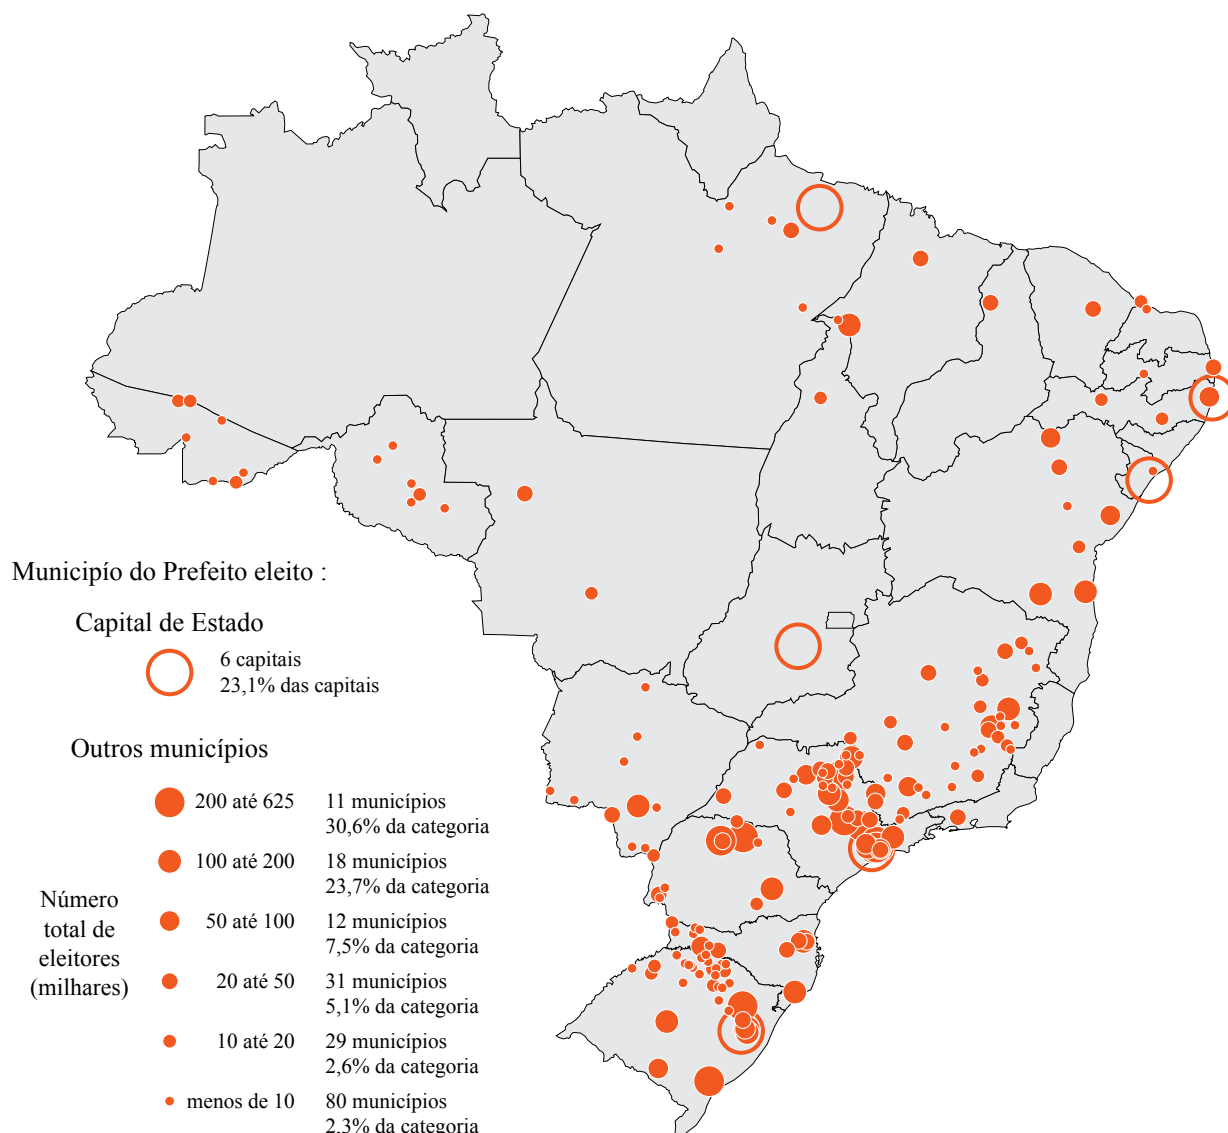 Municipío do Prefeito eleito :
Capital de Estado
6 capitais
23,1% das capitais
Outros municípios
200 até 625 11 municípios
30,6% da categoria
100 até 200 18 municípios
23,7% da categoria
Número
total de
eleitores
(milhares)
50 até 100 12 municípios
7,5% da categoria
20 até 50 31 municípios
5,1% da categoria
10 até 20 29 municípios
2,6% da categoria
menos de 10 80 municípios
2,3% da categoria